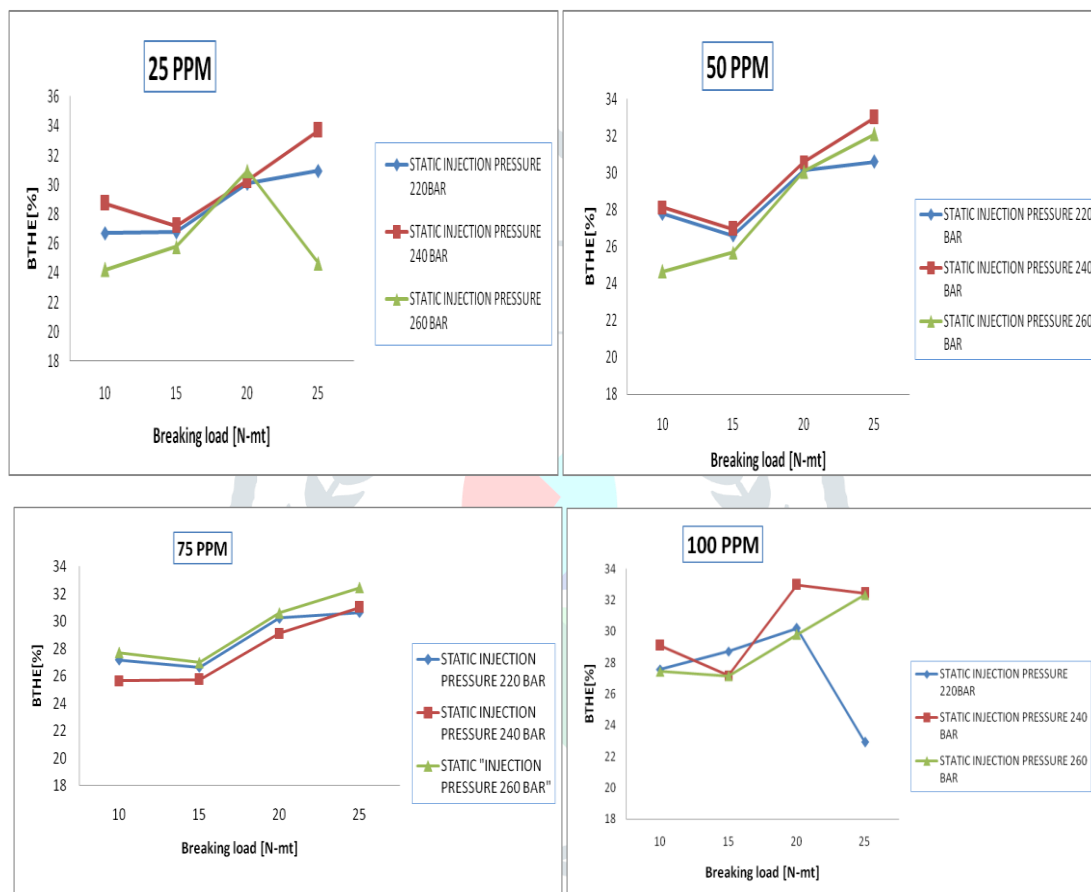 25 PPM
BTHE[%]
36
34
32
30
28
26
24
22
20
18
10 15 20 25
Breaking load [N-mt]
STATIC INJECTION PRESSURE
220BAR
STATIC INJECTION PRESSURE
240 BAR
STATIC INJECTION PRESSURE
260 BAR
50 PPM
BTHE[%]
34
32
30
28
26
24
22
20
18
10 15 20 25
Breaking load [N-mt]
STATIC INJECTION PRESSURE 220
BAR
STATIC INJECTION PRESSURE 240
BAR
STATIC INJECTION PRESSURE 260
BAR
75 PPM
BTHE[%]
34
32
30
28
26
24
22
20
18
10 15 20 25
Breaking load [N-mt]
STATIC INJECTION
PRESSURE 220 BAR
STATIC INJECTION
PRESSURE 240 BAR
STATIC "INJECTION
PRESSURE 260 BAR"
100 PPM
BTHE[%]
34
32
30
28
26
24
22
20
18
10 15 20 25
Breaking load [N-mt]
STATIC INJECTION PRESSURE
220BAR
STATIC INJECTION PRESSURE 240
BAR
STATIC INJECTION PRESSURE 260
BAR